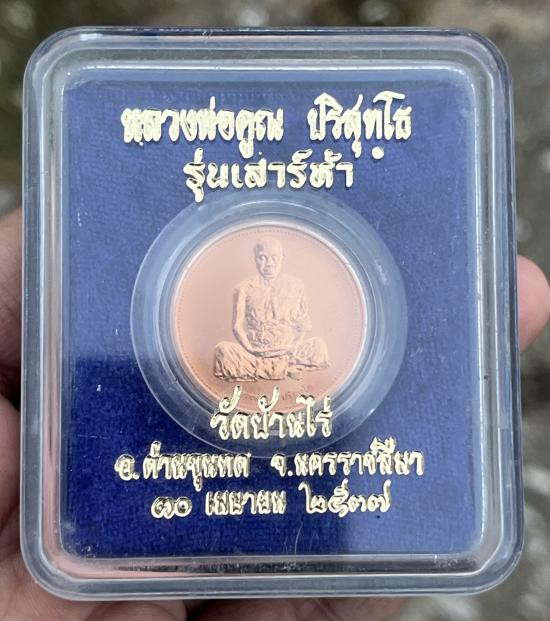 หลวงพ่อคูณ ปริสุทฺโธ
รุ่นเสาร์ห้า
วัดบ้านไร่
อ.ด่านขุนทด จ.นครราชสีมา
๓๐ เมษายน ๒๕๓๗